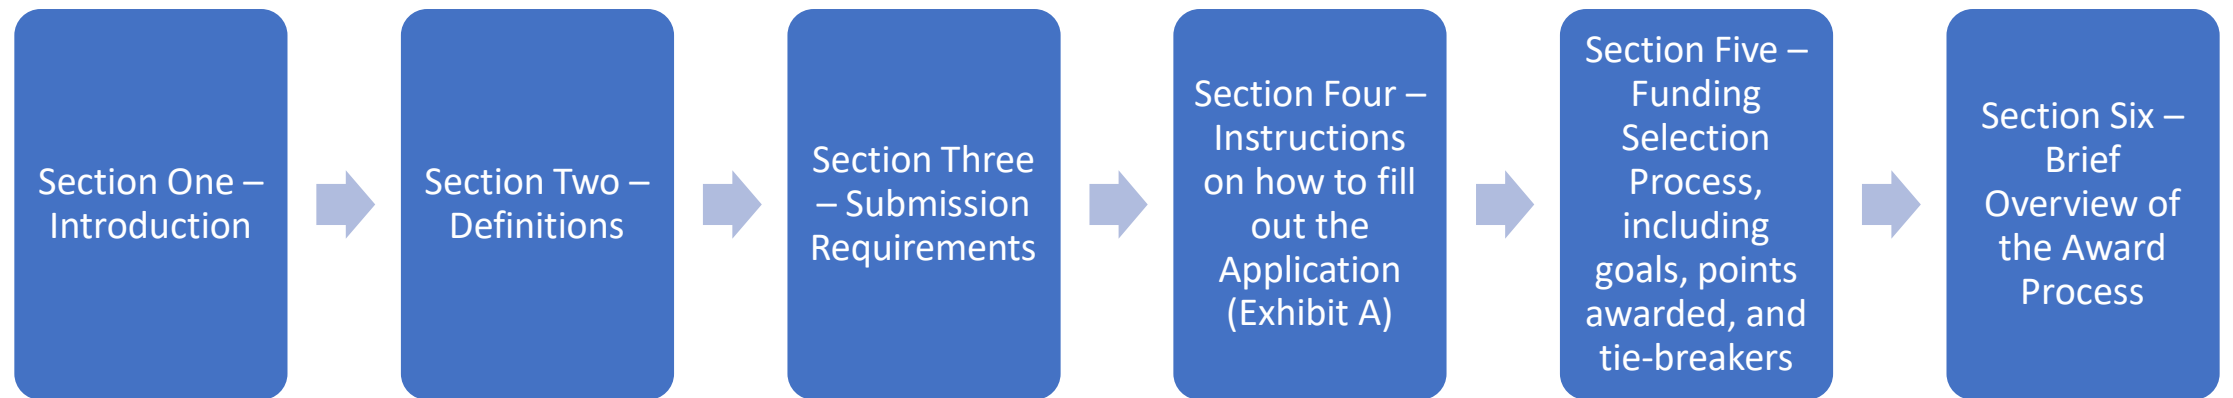 Section One –
Introduction
Section Two –
Definitions
Section Three
– Submission
Requirements
Section Four –
Instructions
on how to fill
out the
Application
(Exhibit A)
Section Five –
Funding
Selection
Process,
including
goals, points
awarded, and
tie-breakers
Section Six –
Brief
Overview of
the Award
Process